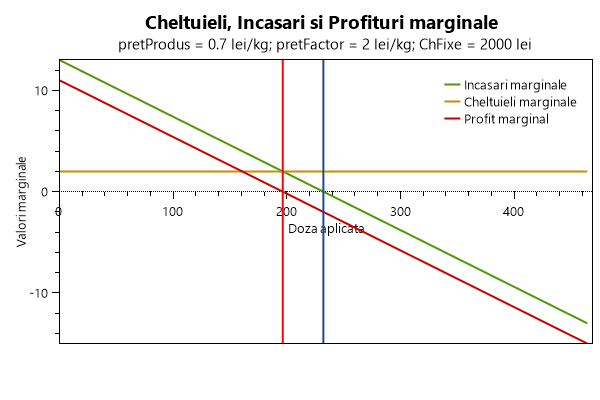 Cheltuieli, Incasari si Profituri marginale
pretProdus = 0.7 lei/kg; pretFactor = 2 lei/kg; ChFixe = 2000 lei
Incasari marginale
Cheltuieli marginale
Profit marginal
Valori marginale
10
0
-10
0 100 200 300 400
Doza aplicata